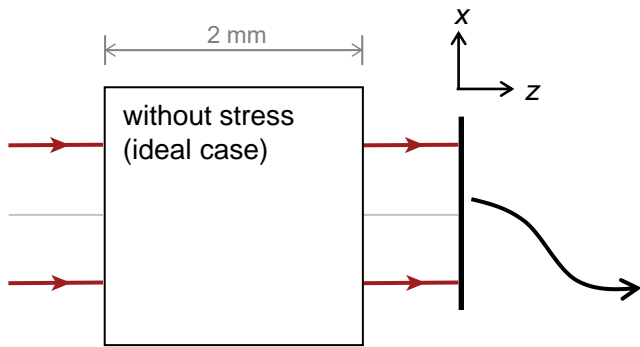 2 mm
x
without stress
(ideal case)
z